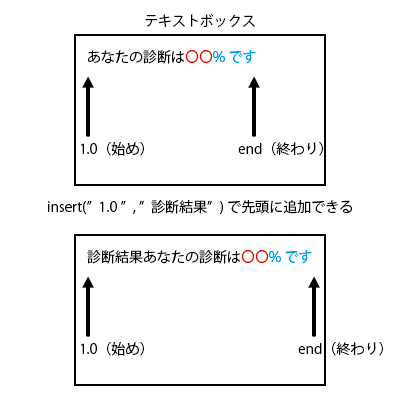 テキストボックス
あなたの診断は〇〇% です
1.0（始め） end（終わり）
insert(”1.0”,”診断結果”) で先頭に追加できる
診断結果あなたの診断は〇〇% です
1.0（始め） end（終わり）